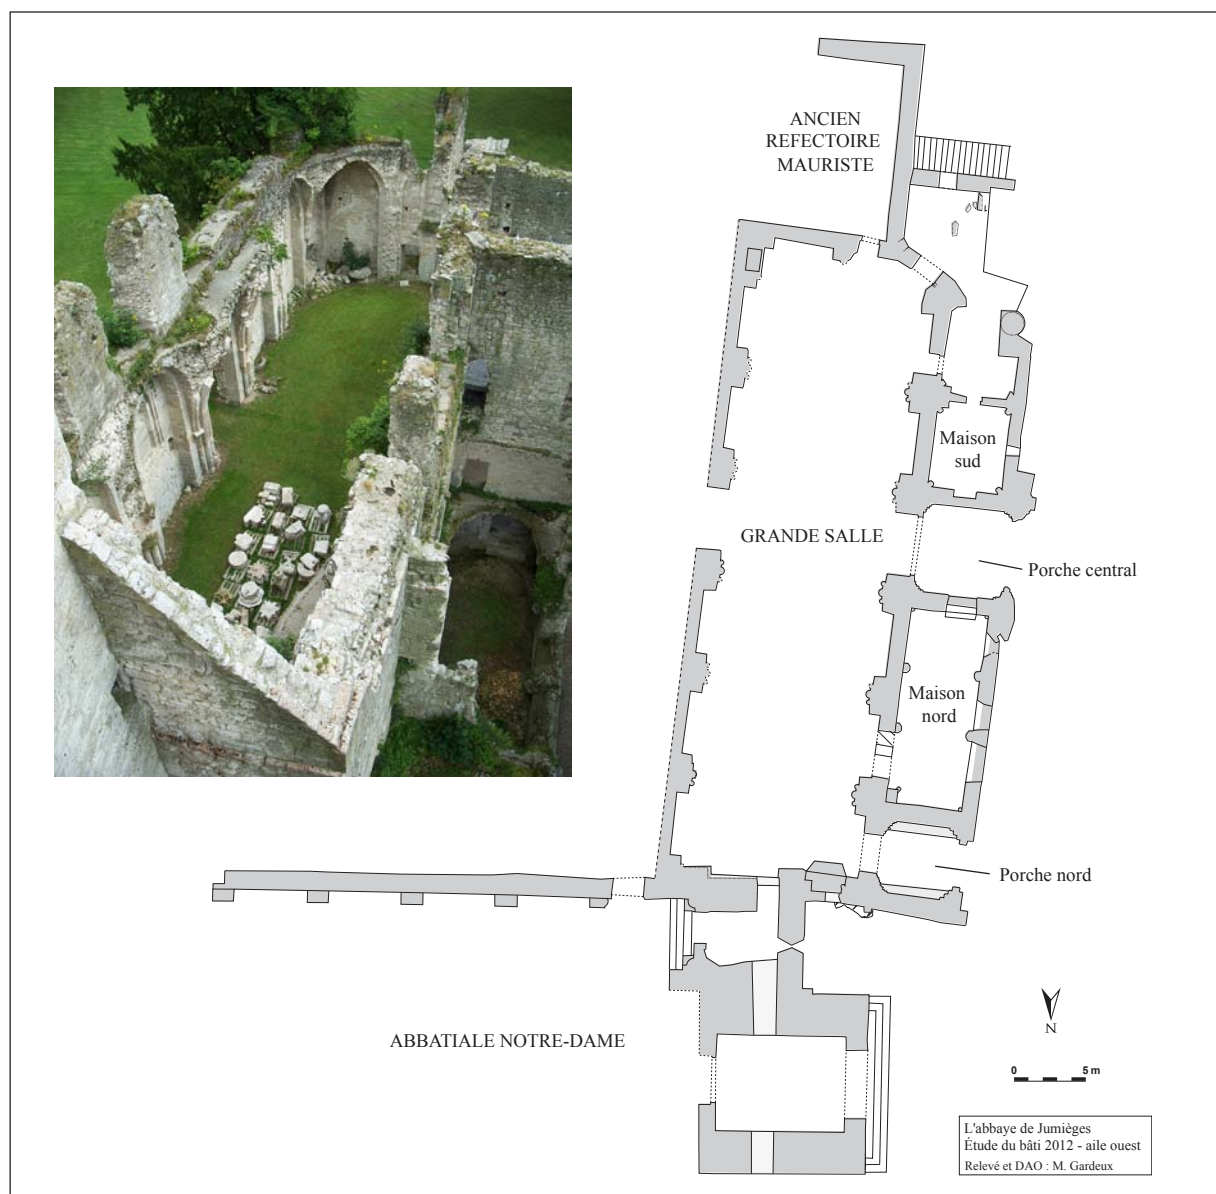 ANCIEN
REFECTOIRE
MAURISTE
Maison
sud
GRANDE SALLE
Porche central
Maison
nord
Porche nord
ABBATIALE NOTRE-DAME
N
0 5 m
L'abbaye de Jumièges
Étude du bâti 2012 - aile ouest
Relevé et DAO : M. Gardeux